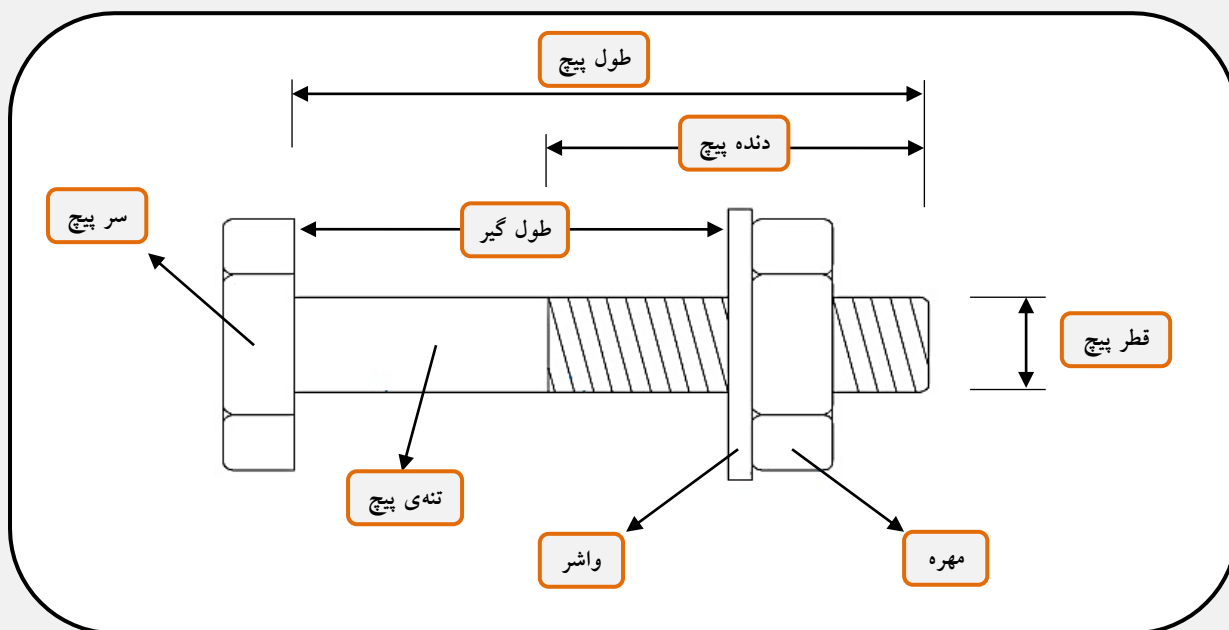 طول پیچ
دنده پیچ
سر پیچ
طول گیر
قطر پیچ
تنه‌ی پیچ
واشر
مهره